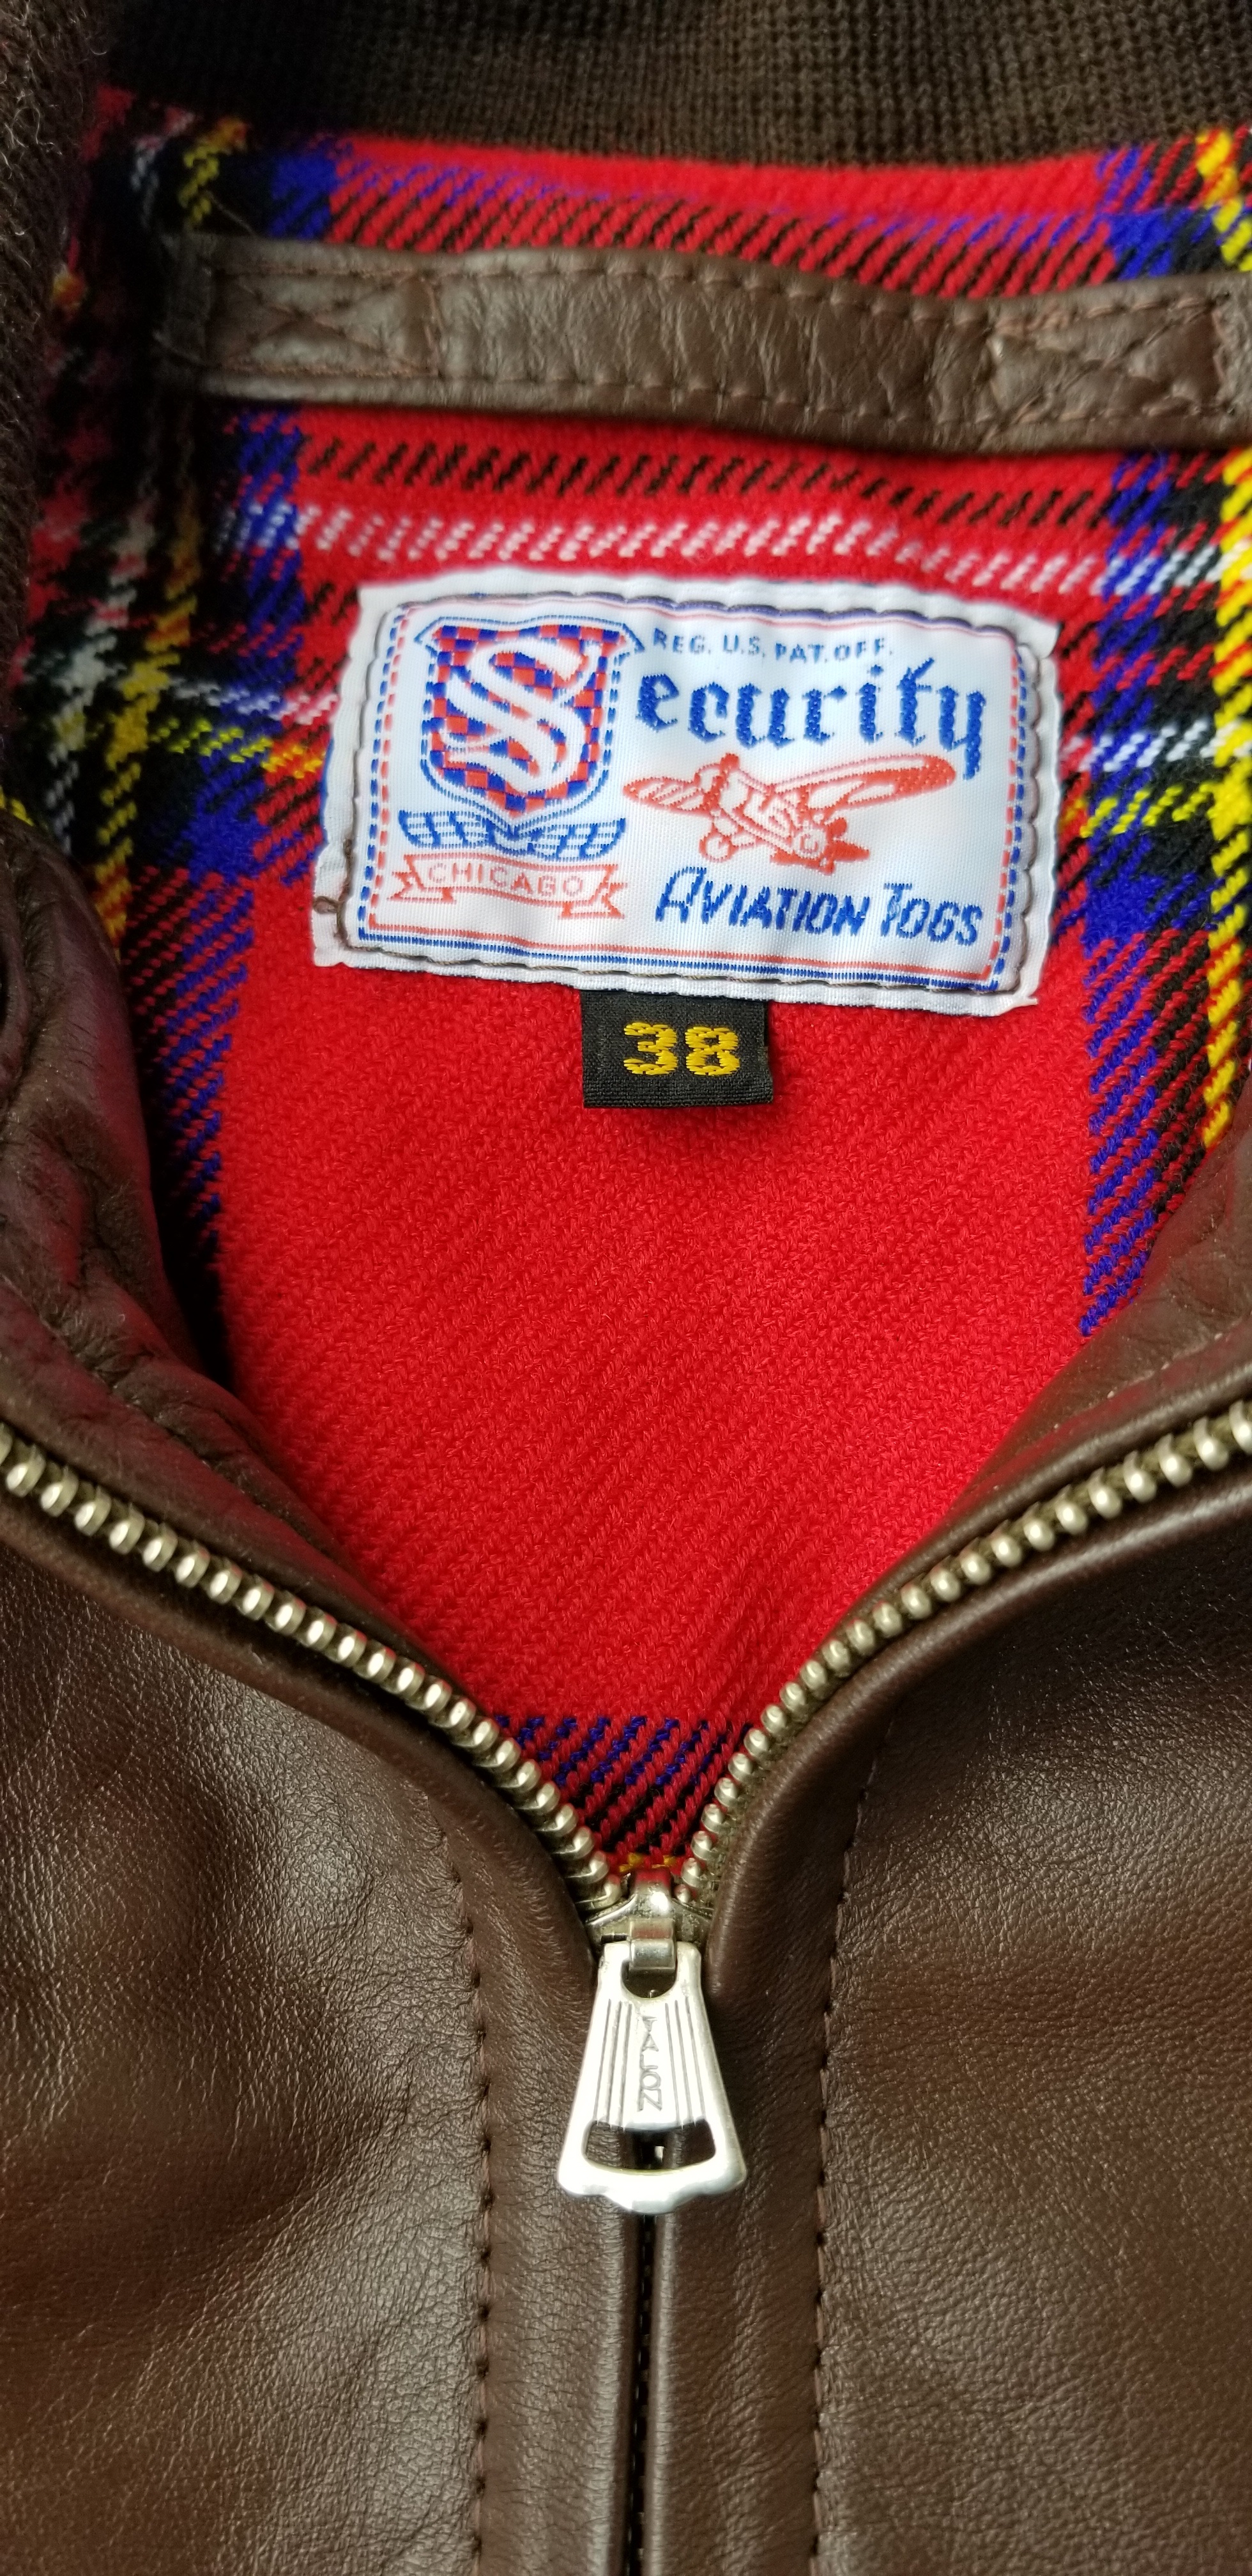 REG. U.S. PAT. OFF.
Security
CHICAGO
AVIATION TOGS
38
TALON